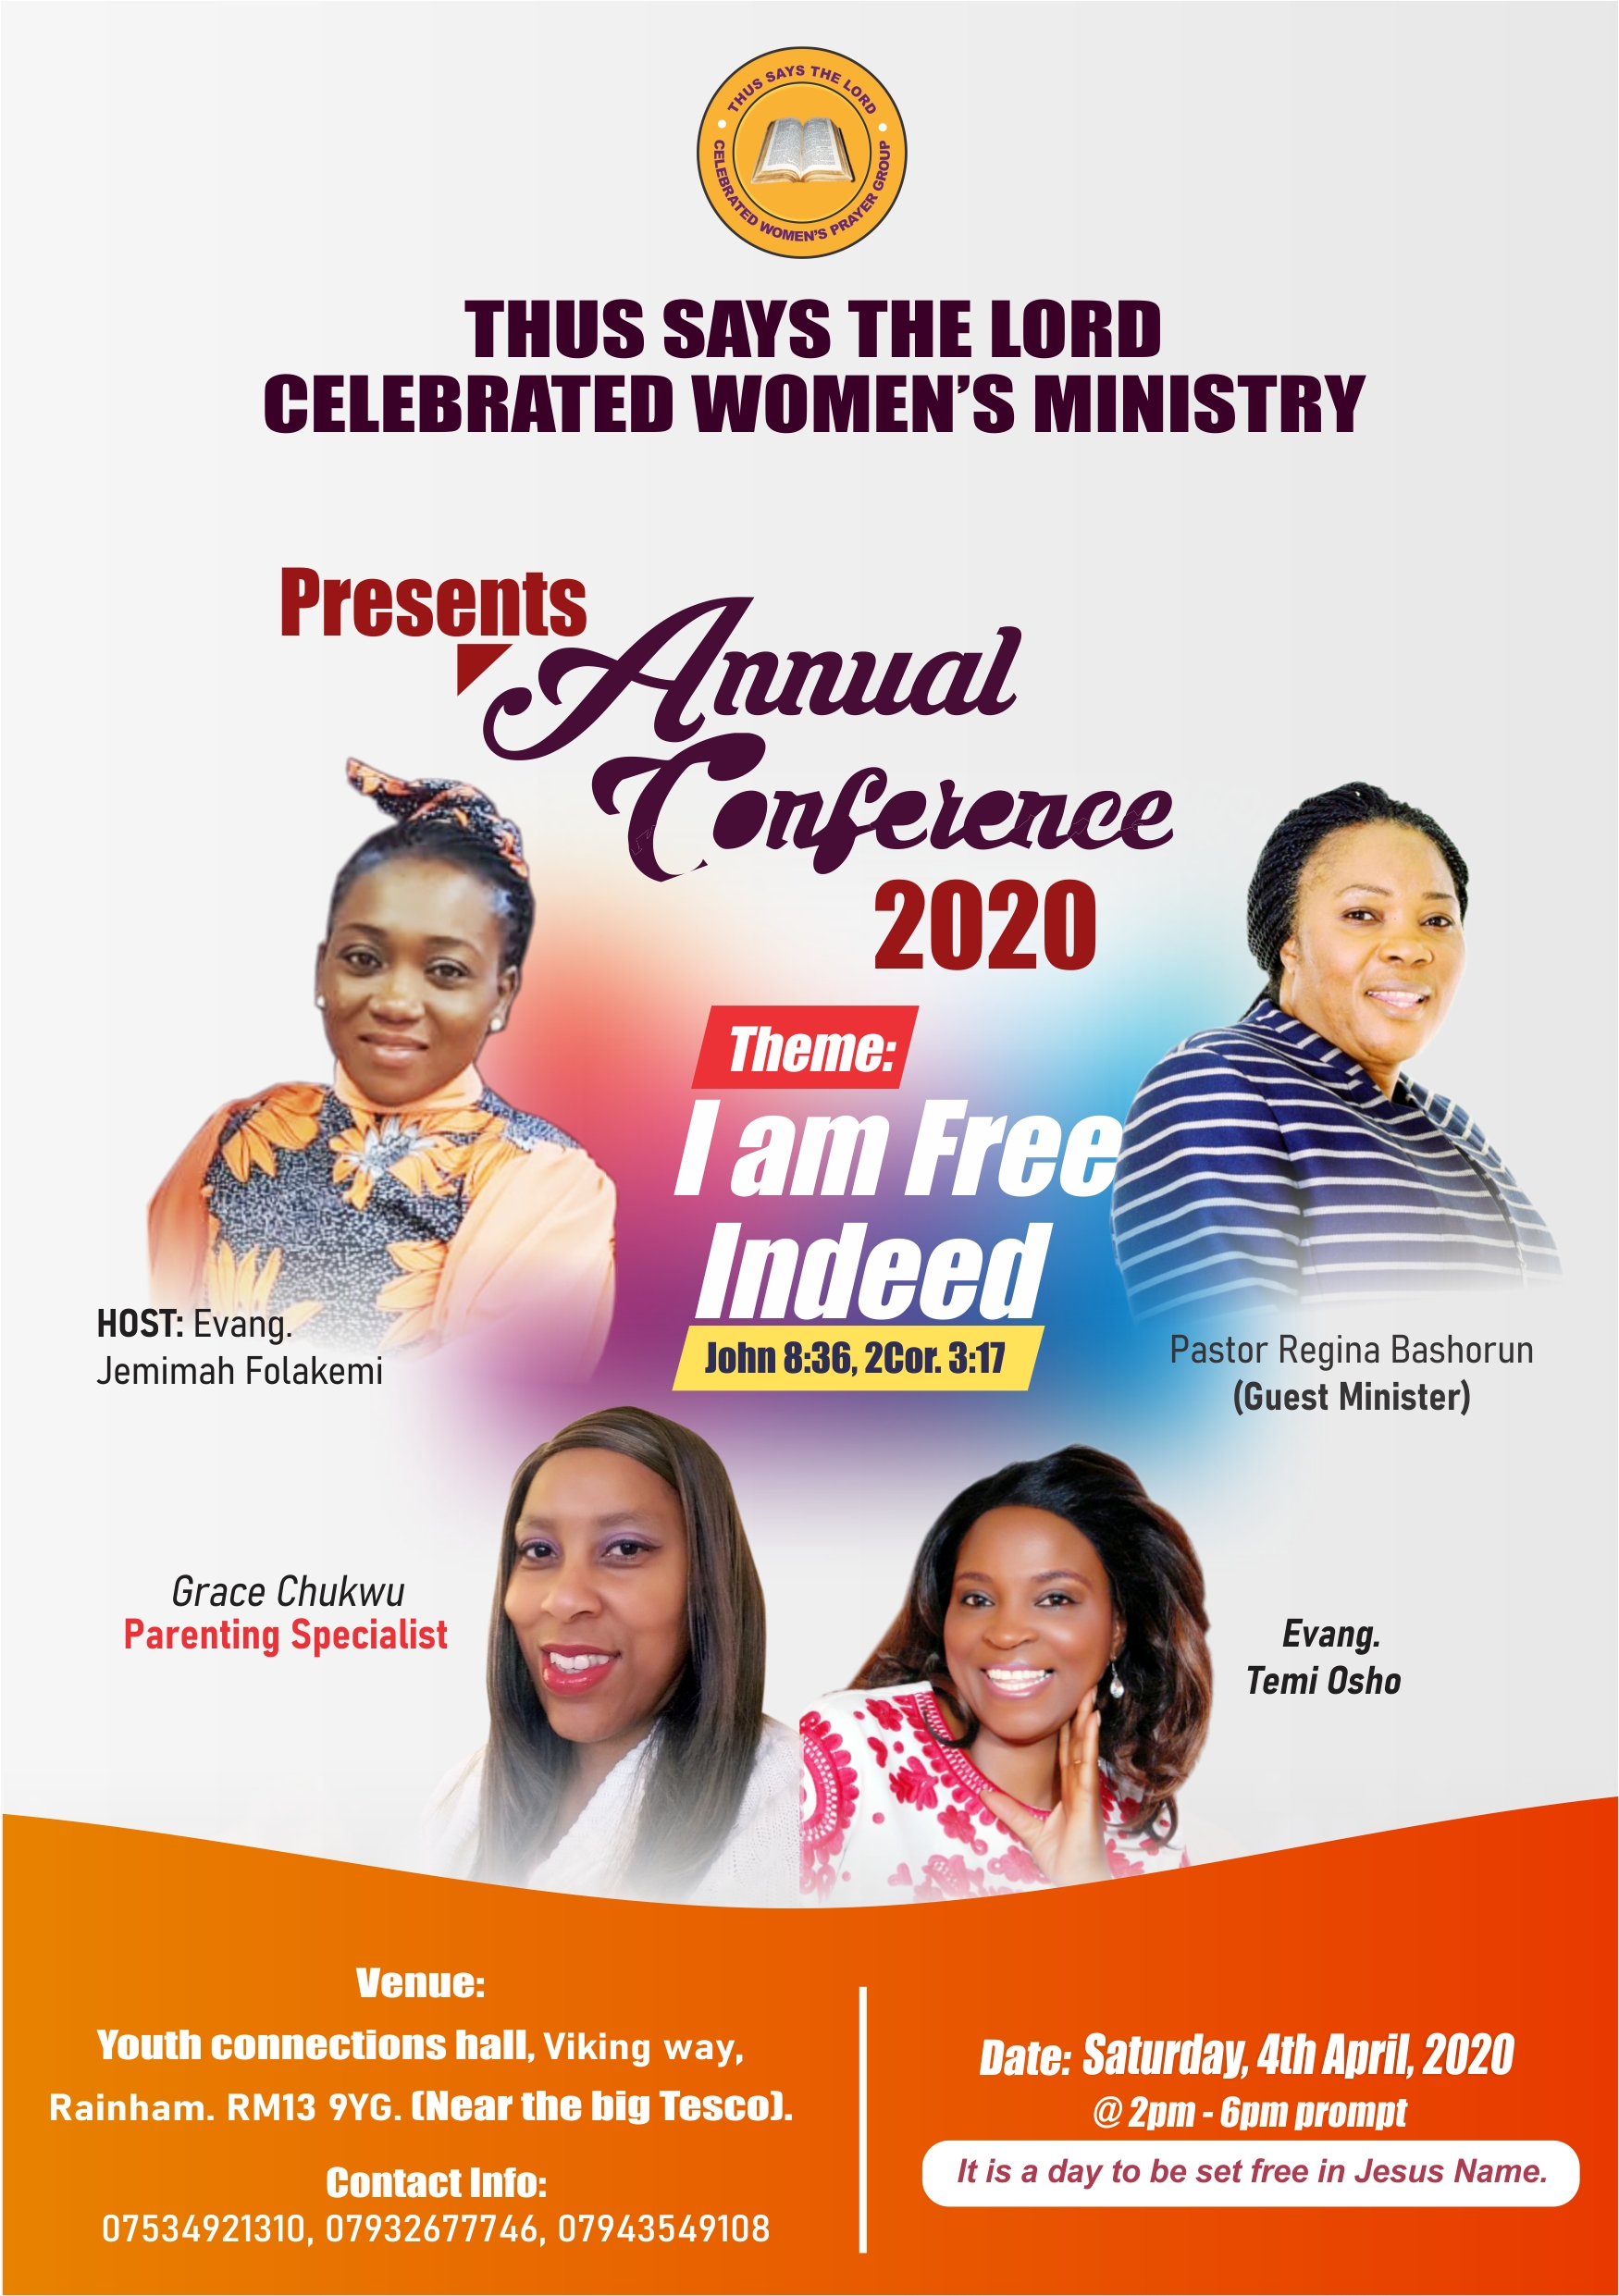 THUS SAYS THE LORD
CELEBRATED WOMEN'S PRAYER GROUP
THUS SAYS THE LORD
CELEBRATED WOMEN'S MINISTRY
Presents
Annual
Conference
2020
Theme:
I am Free
Indeed
John 8:36, 2Cor. 3:17
HOST: Evang.
Jemimah Folakemi
Pastor Regina Bashorun
(Guest Minister)
Grace Chukwu
Parenting Specialist
Evang.
Temi Osho
Venue:
Youth connections hall, Viking way,
Rainham. RM13 9YG. (Near the big Tesco).
Contact Info:
07534921310, 07932677746, 07943549108
Date: Saturday, 4th April, 2020
@ 2pm - 6pm prompt
It is a day to be set free in Jesus Name.